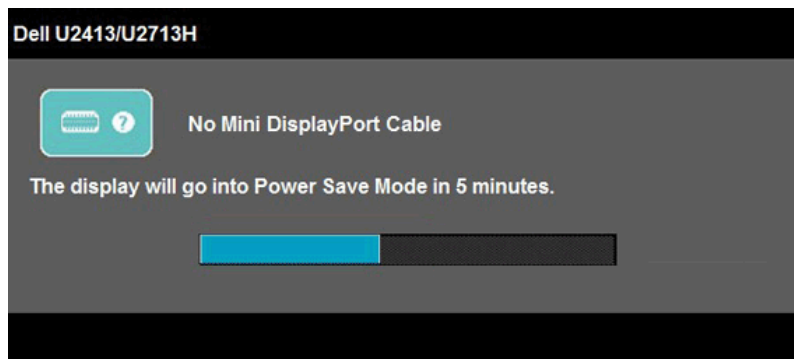 Dell U2413/U2713H
?
No Mini DisplayPort Cable
The display will go into Power Save Mode in 5 minutes.